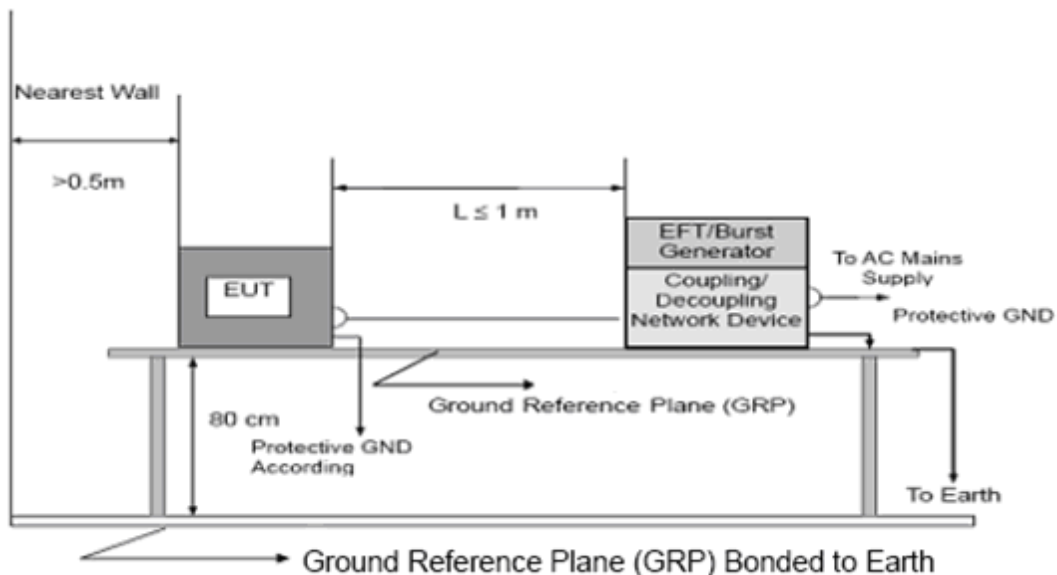 Nearest Wall
>0.5m
L ≤ 1 m
EFT/Burst
Generator
To AC Mains
Supply
EUT
Coupling/
Decoupling
Network Device
Protective GND
Ground Reference Plane (GRP)
80 cm
Protective GND
According
To Earth
Ground Reference Plane (GRP) Bonded to Earth